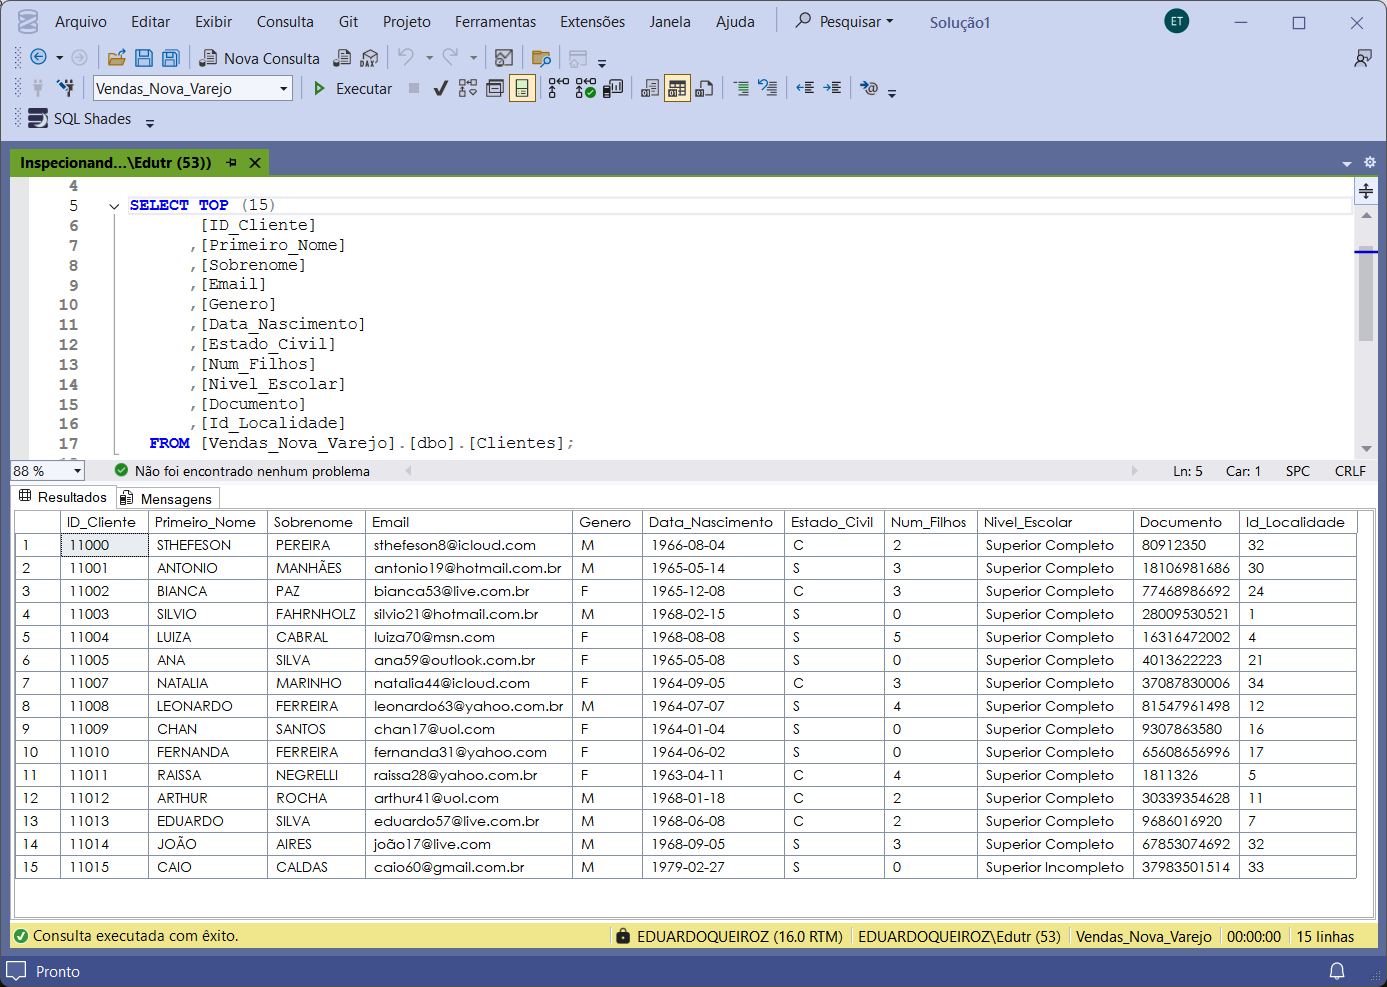 Arquivo Editar Exibir Consulta Git Projeto Ferramentas Extensões Janela Ajuda Pesquisar Solução1 ET
Nova Consulta DAX
Vendas_Nova_Varejo Executar
SQL Shades
Inspecionand...\Edutr (53))
4
5 SELECT TOP (15)
6 [ID_Cliente]
7 ,[Primeiro_Nome]
8 ,[Sobrenome]
9 ,[Email]
10 ,[Genero]
11 ,[Data_Nascimento]
12 ,[Estado_Civil]
13 ,[Num_Filhos]
14 ,[Nivel_Escolar]
15 ,[Documento]
16 ,[Id_Localidade]
17 FROM [Vendas_Nova_Varejo].[dbo].[Clientes];
88 % Não foi encontrado nenhum problema Ln: 5 Car: 1 SPC CRLF
Resultados Mensagens
ID_Cliente Primeiro_Nome Sobrenome Email Genero Data_Nascimento Estado_Civil Num_Filhos Nivel_Escolar Documento Id_Localidade
1 11000 STHEFESON PEREIRA sthefeson8@icloud.com M 1966-08-04 C 2 Superior Completo 80912350 32
2 11001 ANTONIO MANHÃES antonio19@hotmail.com.br M 1965-05-14 S 3 Superior Completo 18106981686 30
3 11002 BIANCA PAZ bianca53@live.com.br F 1965-12-08 C 3 Superior Completo 77468986692 24
4 11003 SILVIO FAHRNHOLZ silvio21@hotmail.com.br M 1968-02-15 S 0 Superior Completo 28009530521 1
5 11004 LUIZA CABRAL luiza70@msn.com F 1968-08-08 S 5 Superior Completo 16316472002 4
6 11005 ANA SILVA ana59@outlook.com.br F 1965-05-08 S 0 Superior Completo 4013622223 21
7 11007 NATALIA MARINHO natalia44@icloud.com F 1964-09-05 C 3 Superior Completo 37087830006 34
8 11008 LEONARDO FERREIRA leonardo63@yahoo.com.br M 1964-07-07 S 4 Superior Completo 81547961498 12
9 11009 CHAN SANTOS chan17@uol.com F 1964-01-04 S 0 Superior Completo 9307863580 16
10 11010 FERNANDA FERREIRA fernanda31@yahoo.com F 1964-06-02 S 0 Superior Completo 65608656996 17
11 11011 RAISSA NEGRELLI raissa28@yahoo.com.br F 1963-04-11 C 4 Superior Completo 1811326 5
12 11012 ARTHUR ROCHA arthur41@uol.com M 1968-01-18 C 2 Superior Completo 30339354628 11
13 11013 EDUARDO SILVA eduardo57@live.com.br M 1968-06-08 C 2 Superior Completo 9686016920 7
14 11014 JOÃO AIRES joão17@live.com M 1968-09-05 S 3 Superior Completo 67853074692 32
15 11015 CAIO CALDAS caio60@gmail.com.br M 1979-02-27 S 0 Superior Incompleto 37983501514 33
Consulta executada com êxito. EDUARDOQUEIROZ (16.0 RTM) EDUARDOQUEIROZ\Edutr (53) Vendas_Nova_Varejo 00:00:00 15 linhas
Pronto